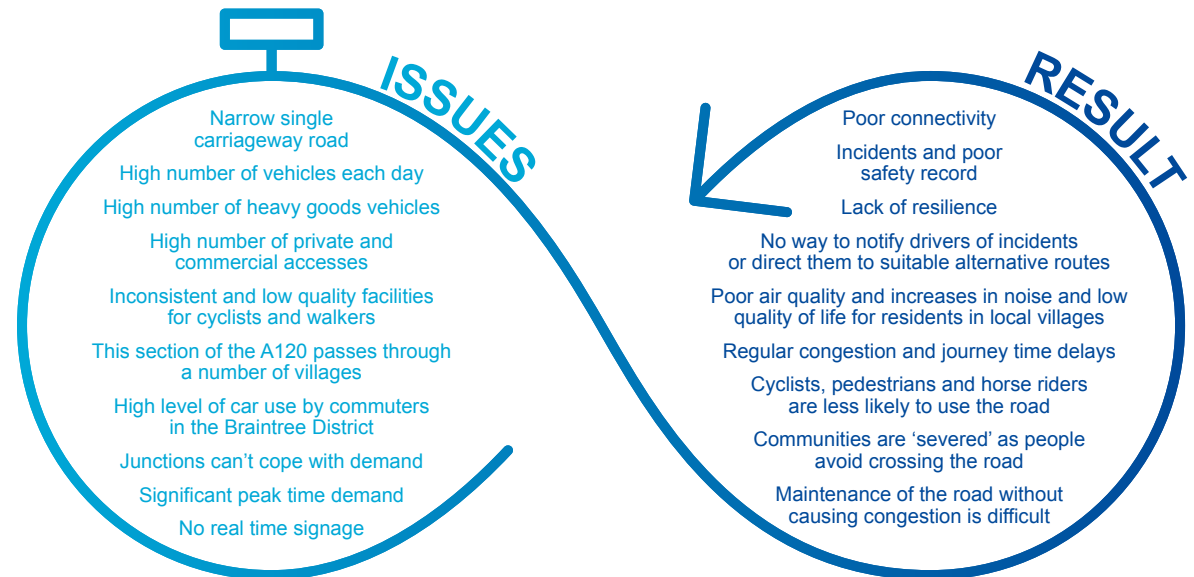 ISSUES
Narrow single
carriageway road
High number of vehicles each day
High number of heavy goods vehicles
High number of private and
commercial accesses
Inconsistent and low quality facilities
for cyclists and walkers
This section of the A120 passes through
a number of villages
High level of car use by commuters
in the Braintree District
Junctions can’t cope with demand
Significant peak time demand
No real time signage
RESULT
Poor connectivity
Incidents and poor
safety record
Lack of resilience
No way to notify drivers of incidents
or direct them to suitable alternative routes
Poor air quality and increases in noise and low
quality of life for residents in local villages
Regular congestion and journey time delays
Cyclists, pedestrians and horse riders
are less likely to use the road
Communities are ‘severed’ as people
avoid crossing the road
Maintenance of the road without
causing congestion is difficult